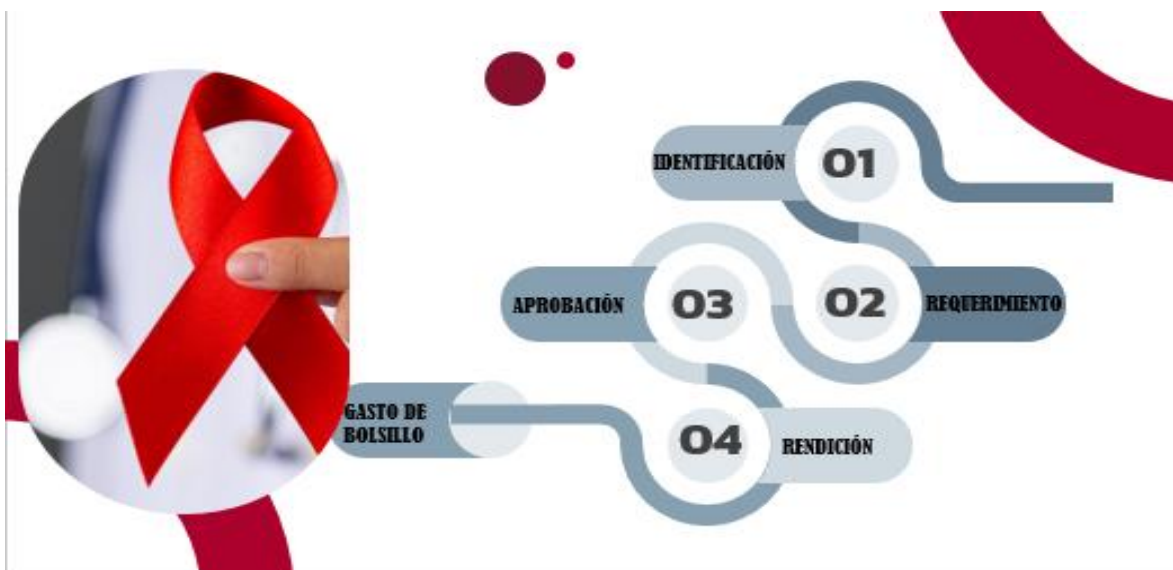 IDENTIFICACIÓN
01
02
REQUERIMIENTO
APROBACIÓN
03
04
RENDICIÓN
GASTO DE
BOLSILLO